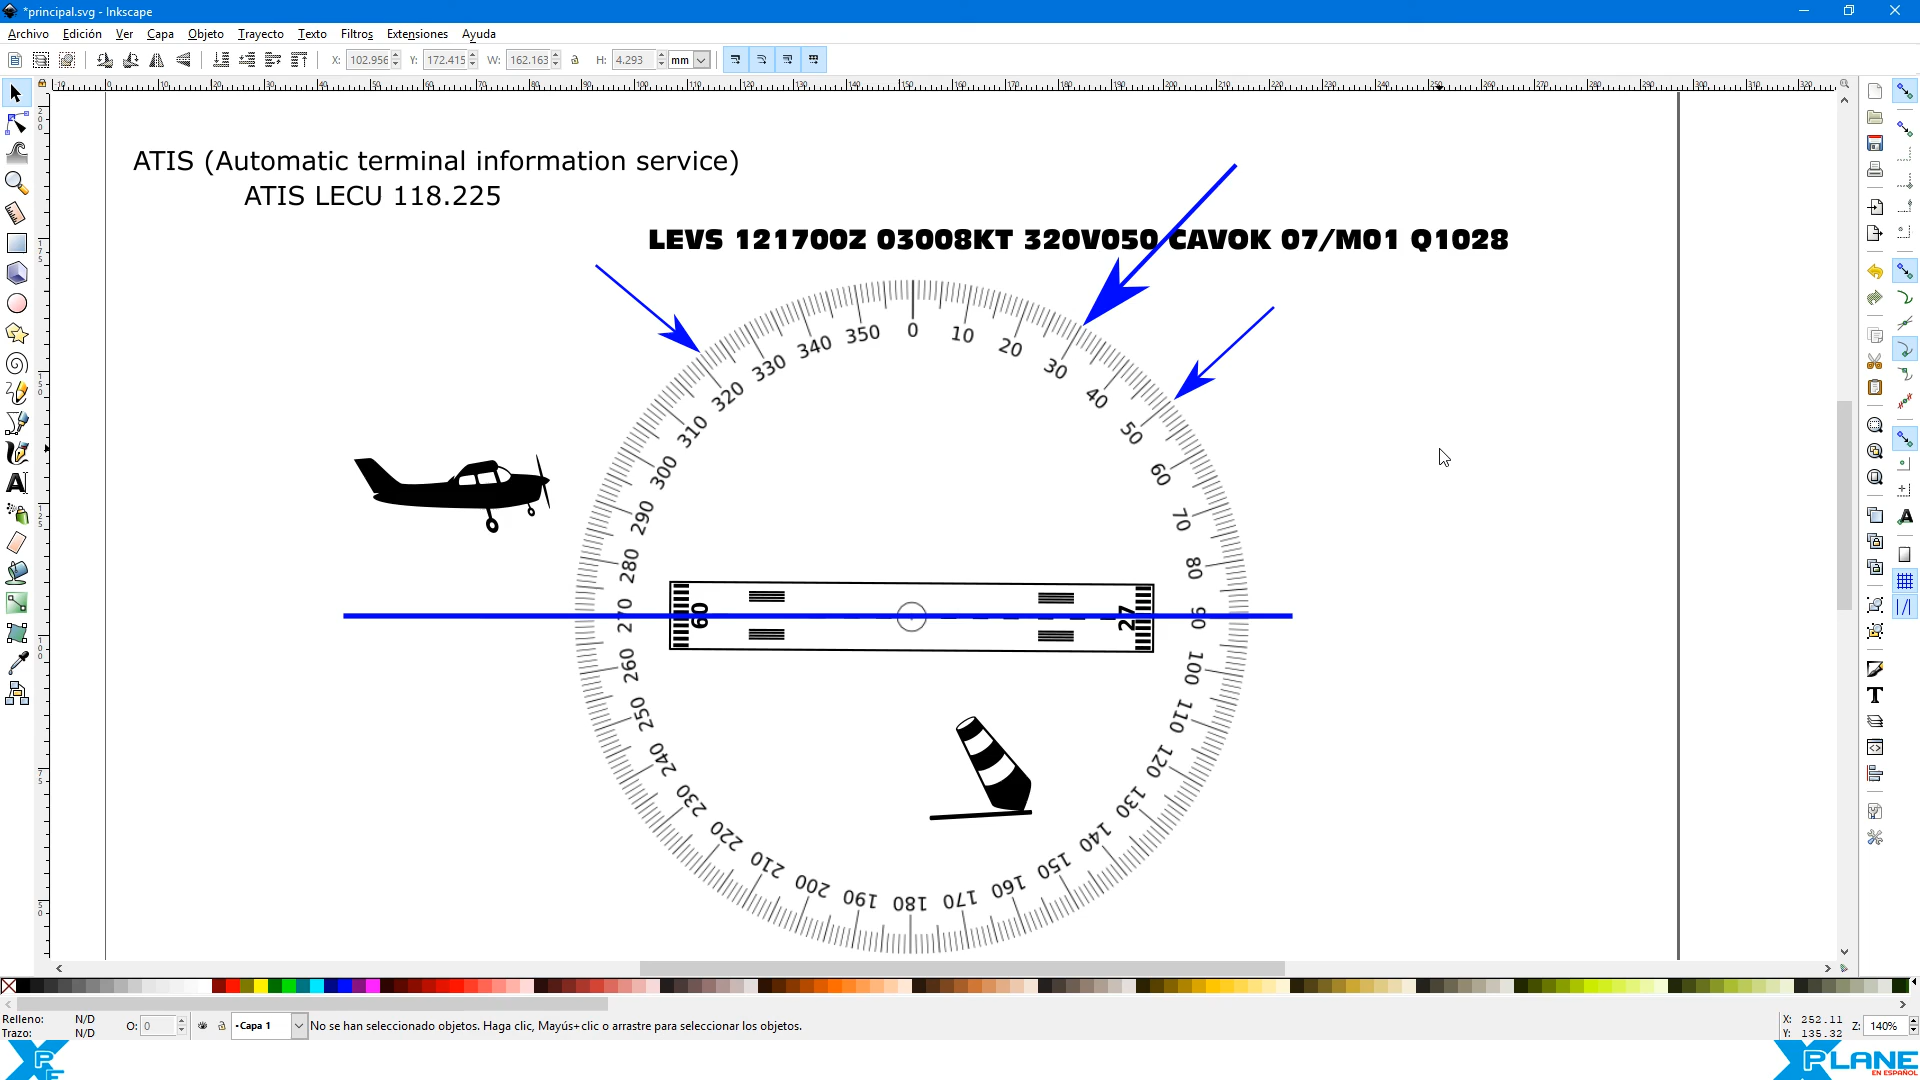 *principal.svg - Inkscape
Archivo Edición Ver Capa Objeto Trayecto Texto Filtros Extensiones Ayuda
X: 102.956 Y: 172.415 W: 162.163 H: 4.293 mm
ATIS (Automatic terminal information service)
ATIS LECU 118.225
LEVS 121700Z 03008KT 320V050 CAVOK 07/M01 Q1028
0
10
20
30
40
50
60
70
80
90
100
110
120
130
140
150
160
170
180
190
200
210
220
230
240
250
260
270
280
290
300
310
320
330
340
350
60
27
Relleno: N/D
Trazo: N/D
O: 0
•Capa 1
No se han seleccionado objetos. Haga clic, Mayús+clic o arrastre para seleccionar los objetos.
X: 252.11
Y: 135.32
Z: 140%
XPLANE
EN ESPAÑOL